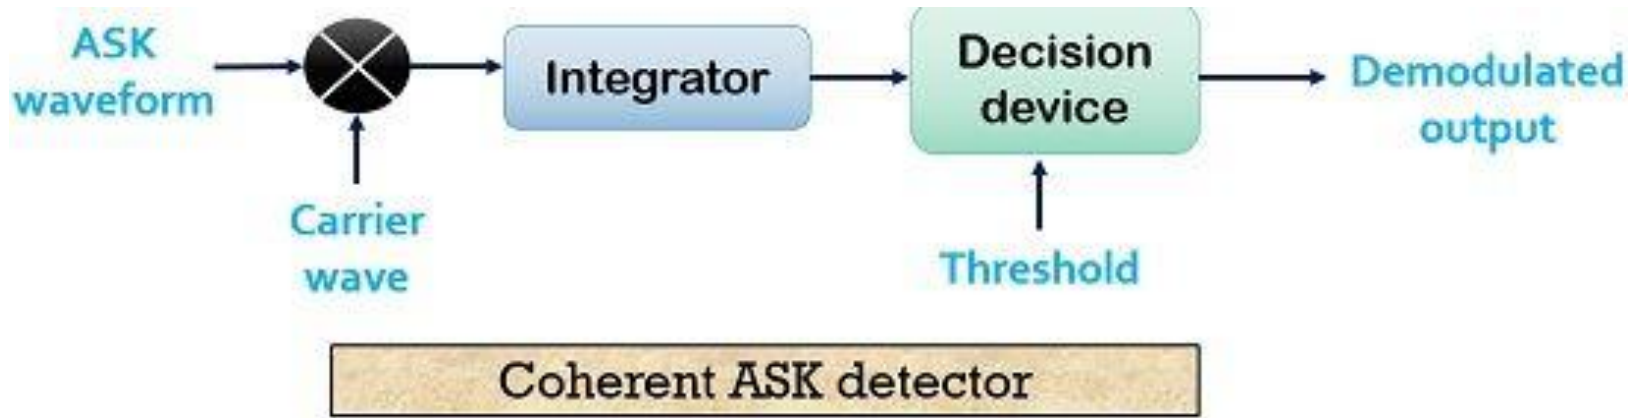 ASK
waveform
Integrator
Decision
device
Demodulated
output
Carrier
wave
Threshold
Coherent ASK detector